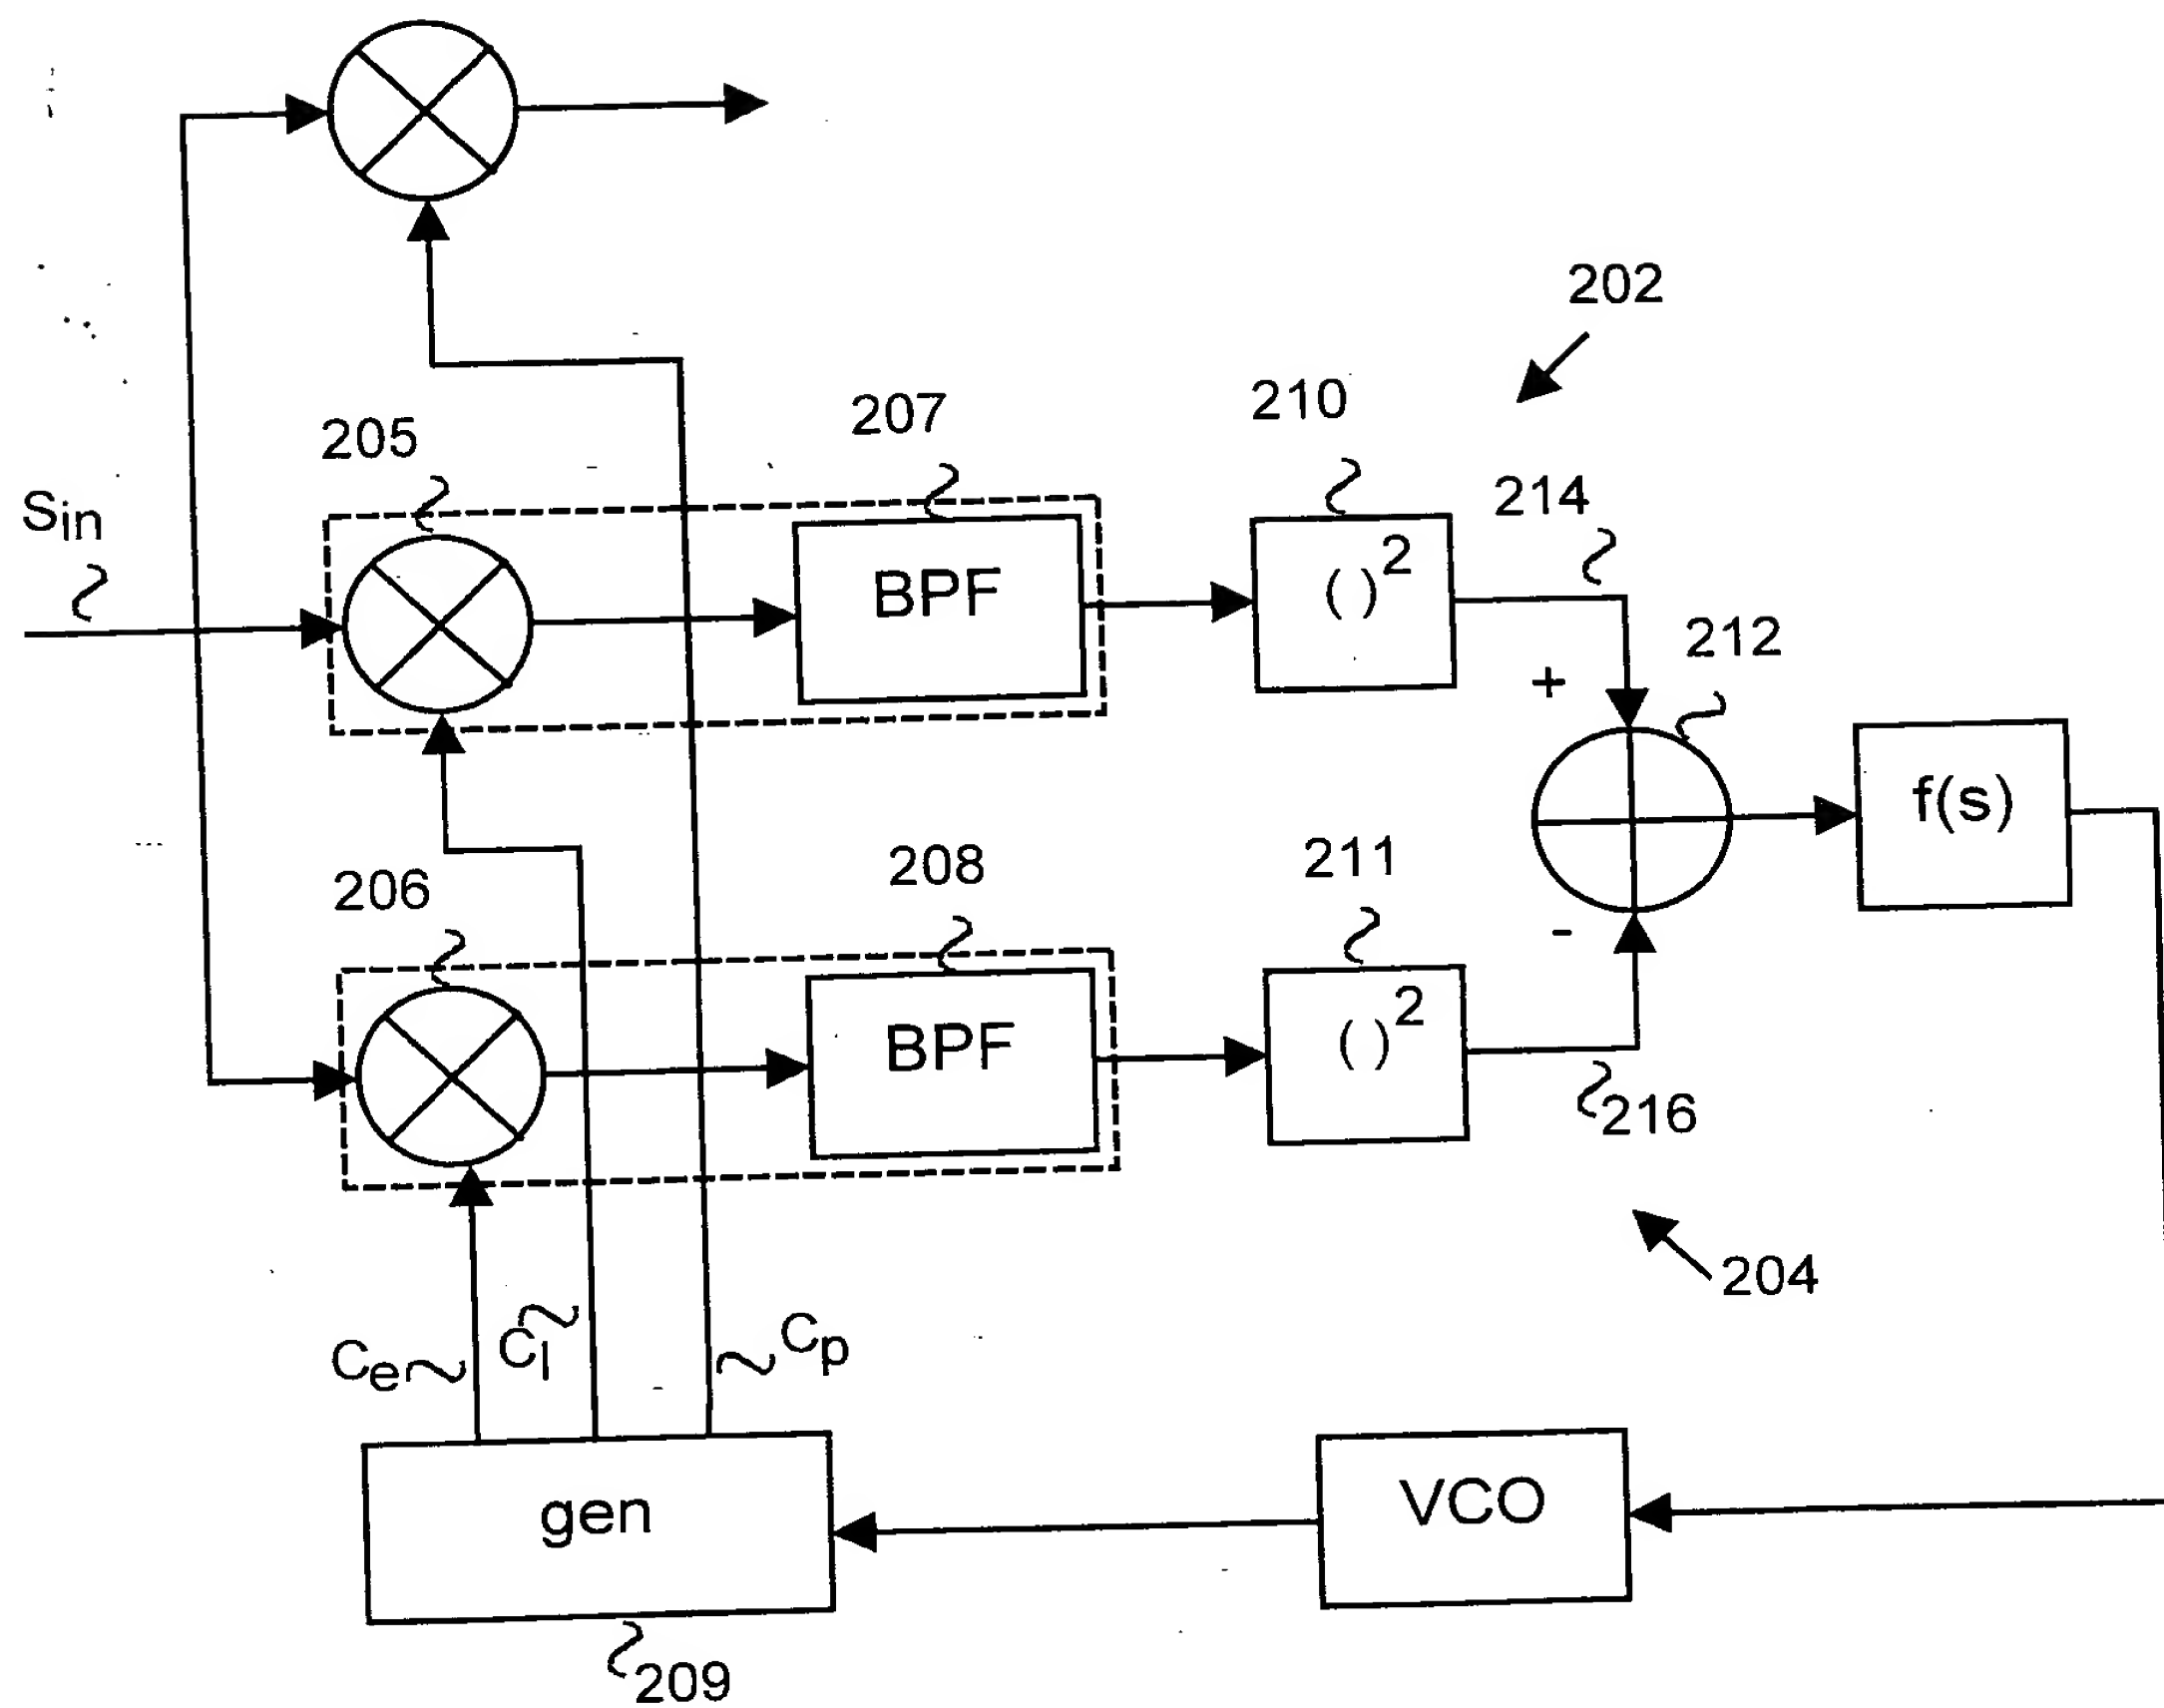 202
210
207
205
214
Sin
BPF
( )2
212
+
f(s)
211
208
206
-
BPF
( )2
216
204
Cp
Cl
Ce
VCO
gen
209